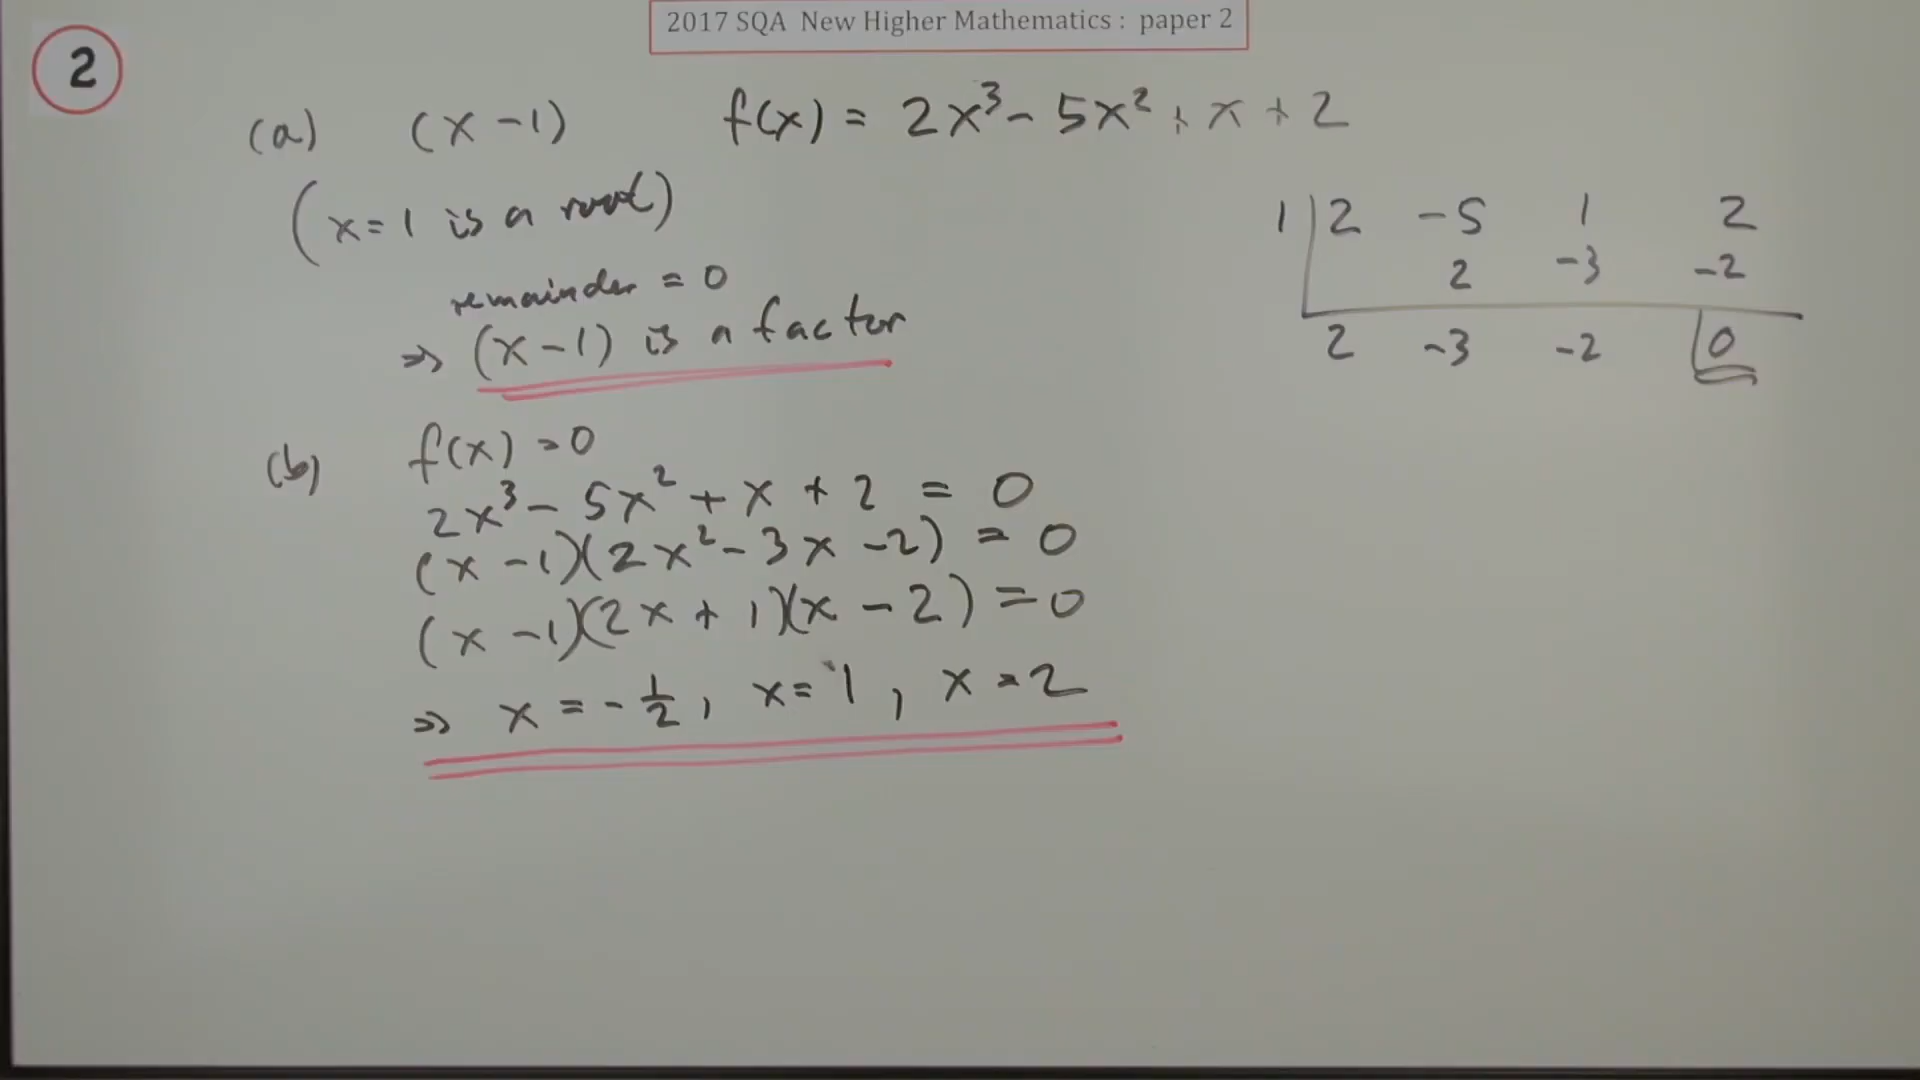 2017 SQA New Higher Mathematics : paper 2
2
(a) (x - 1) f(x) = 2x³ - 5x² + x + 2
(x = 1 is a root)
1 | 2 -5 1 2
2 -3 -2
2 -3 -2 | 0
remainder = 0
⇒ (x - 1) is a factor
(b) f(x) = 0
2x³ - 5x² + x + 2 = 0
(x - 1)(2x² - 3x - 2) = 0
(x - 1)(2x + 1)(x - 2) = 0
⇒ x = -1/2, x = 1, x = 2